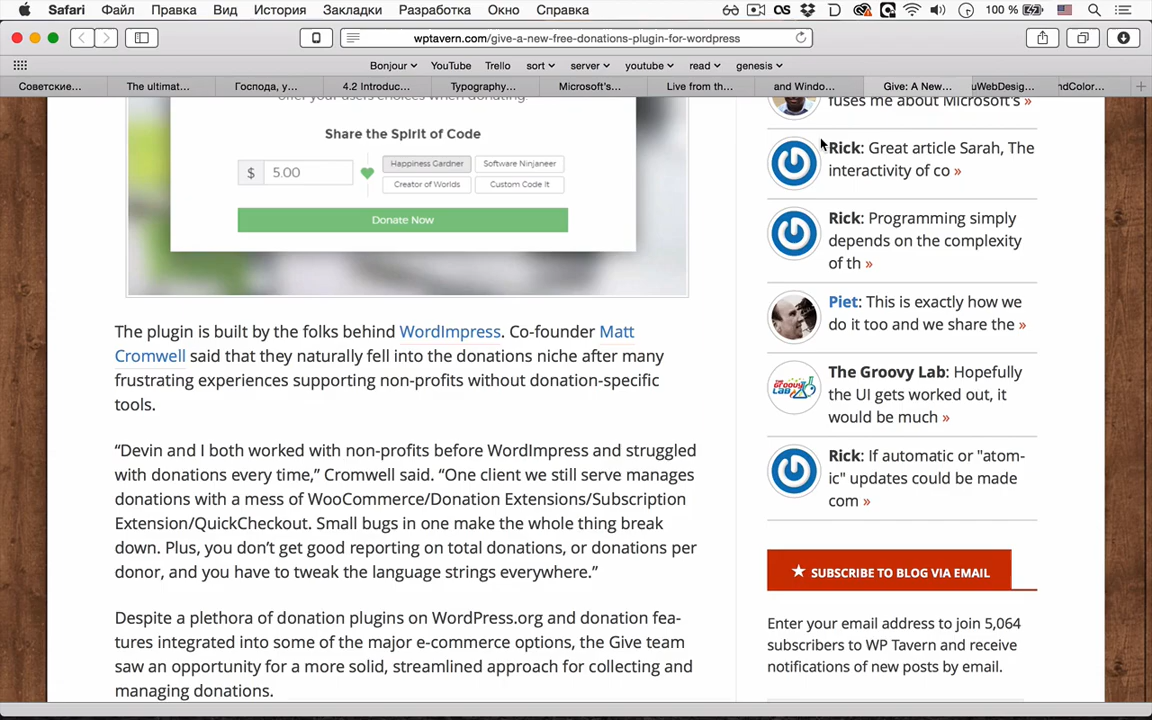 Safari Файл Правка Вид История Закладки Разработка Окно Справка 100 %
wptavern.com/give-a-new-free-donations-plugin-for-wordpress
Bonjour YouTube Trello sort server youtube read genesis
Советские... The ultimat... Господа, у... 4.2 Introduc... Typography... Microsoft's... Live from th... and Windo... Give: A New... uWebDesig... ndColor...
offer your users choices when donating.
Share the Spirit of Code
$ 5.00
Happiness Gardner Software Ninjaneer
Creator of Worlds Custom Code It
Donate Now
The plugin is built by the folks behind WordImpress. Co-founder Matt
Cromwell said that they naturally fell into the donations niche after many
frustrating experiences supporting non-profits without donation-specific
tools.
“Devin and I both worked with non-profits before WordImpress and struggled
with donations every time,” Cromwell said. “One client we still serve manages
donations with a mess of WooCommerce/Donation Extensions/Subscription
Extension/QuickCheckout. Small bugs in one make the whole thing break
down. Plus, you don’t get good reporting on total donations, or donations per
donor, and you have to tweak the language strings everywhere.”
Despite a plethora of donation plugins on WordPress.org and donation fea-
tures integrated into some of the major e-commerce options, the Give team
saw an opportunity for a more solid, streamlined approach for collecting and
managing donations.
fuses me about Microsoft's »
Rick: Great article Sarah, The
interactivity of co »
Rick: Programming simply
depends on the complexity
of th »
Piet: This is exactly how we
do it too and we share the »
THE GROOVY LAB
The Groovy Lab: Hopefully
the UI gets worked out, it
would be much »
Rick: If automatic or "atom-
ic" updates could be made
com »
★ SUBSCRIBE TO BLOG VIA EMAIL
Enter your email address to join 5,064
subscribers to WP Tavern and receive
notifications of new posts by email.